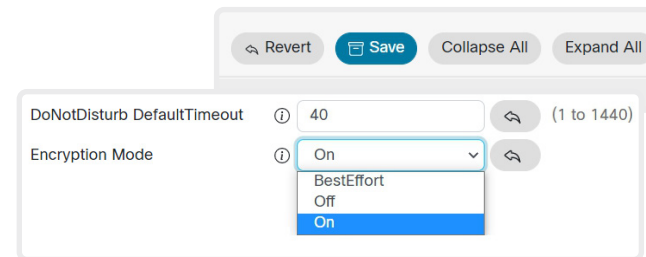 Revert Save Collapse All Expand All
DoNotDisturb DefaultTimeout 40 (1 to 1440)
Encryption Mode On
BestEffort
Off
On